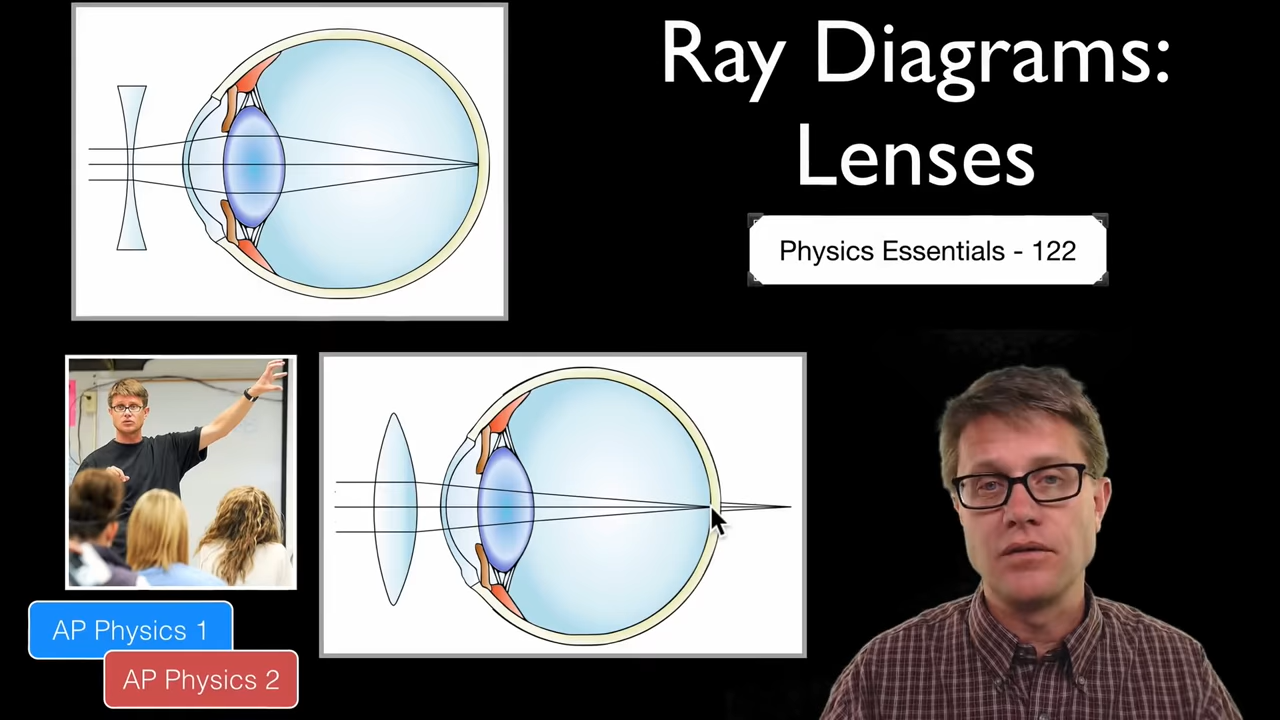 Ray Diagrams:
Lenses
Physics Essentials - 122
AP Physics 1
AP Physics 2